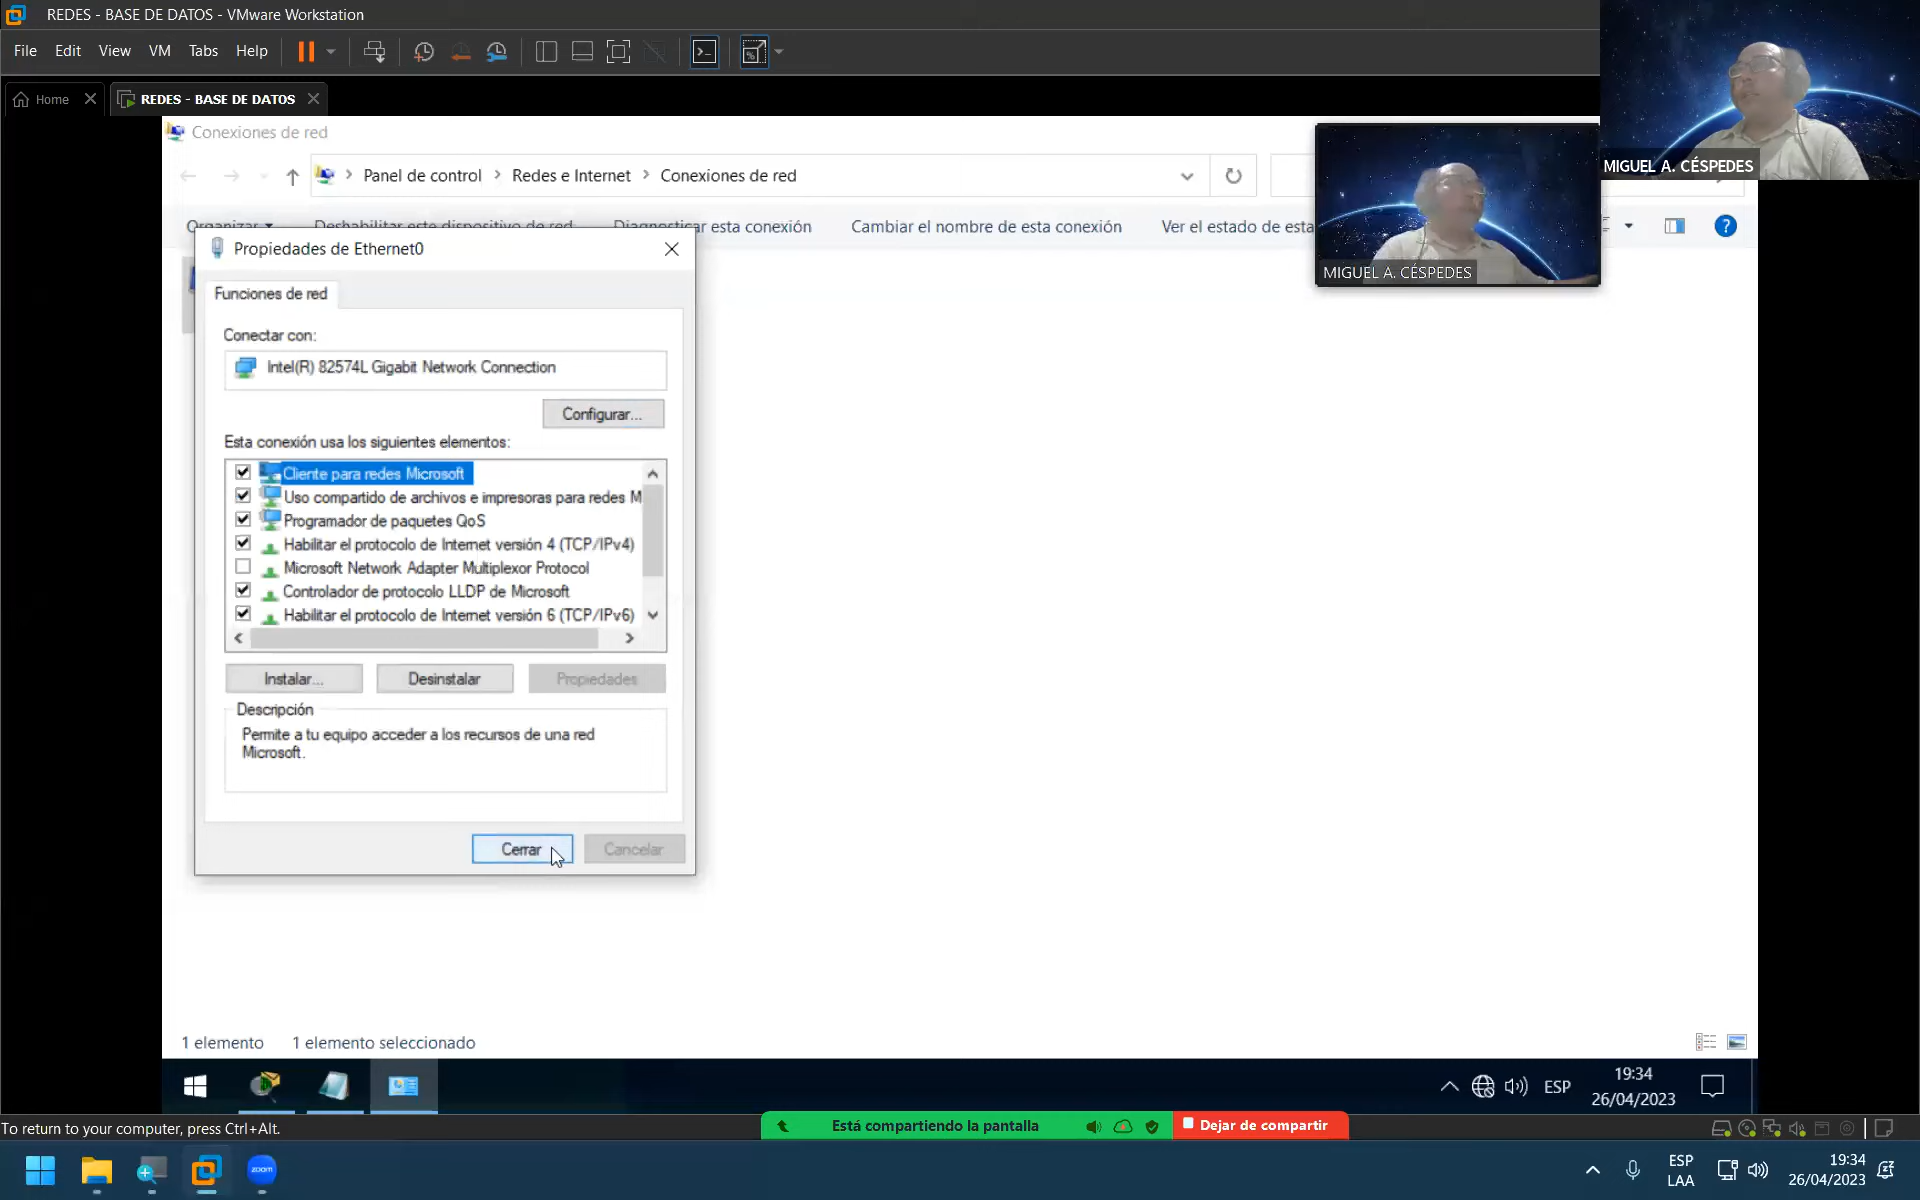 REDES - BASE DE DATOS - VMware Workstation
File Edit View VM Tabs Help
Home
REDES - BASE DE DATOS
MIGUEL A. CÉSPEDES
Conexiones de red
Panel de control > Redes e Internet > Conexiones de red
MIGUEL A. CÉSPEDES
Organizar Deshabilitar este dispositivo de red Diagnosticar esta conexión Cambiar el nombre de esta conexión Ver el estado de esta
Propiedades de Ethernet0
Funciones de red
Conectar con:
Intel(R) 82574L Gigabit Network Connection
Configurar...
Esta conexión usa los siguientes elementos:
Cliente para redes Microsoft
Uso compartido de archivos e impresoras para redes M
Programador de paquetes QoS
Habilitar el protocolo de Internet versión 4 (TCP/IPv4)
Microsoft Network Adapter Multiplexor Protocol
Controlador de protocolo LLDP de Microsoft
Habilitar el protocolo de Internet versión 6 (TCP/IPv6)
Instalar... Desinstalar Propiedades
Descripción
Permite a tu equipo acceder a los recursos de una red
Microsoft.
Cerrar Cancelar
1 elemento 1 elemento seleccionado
ESP
19:34
26/04/2023
To return to your computer, press Ctrl+Alt.
Está compartiendo la pantalla
Dejar de compartir
zoom
ESP
LAA
19:34
26/04/2023